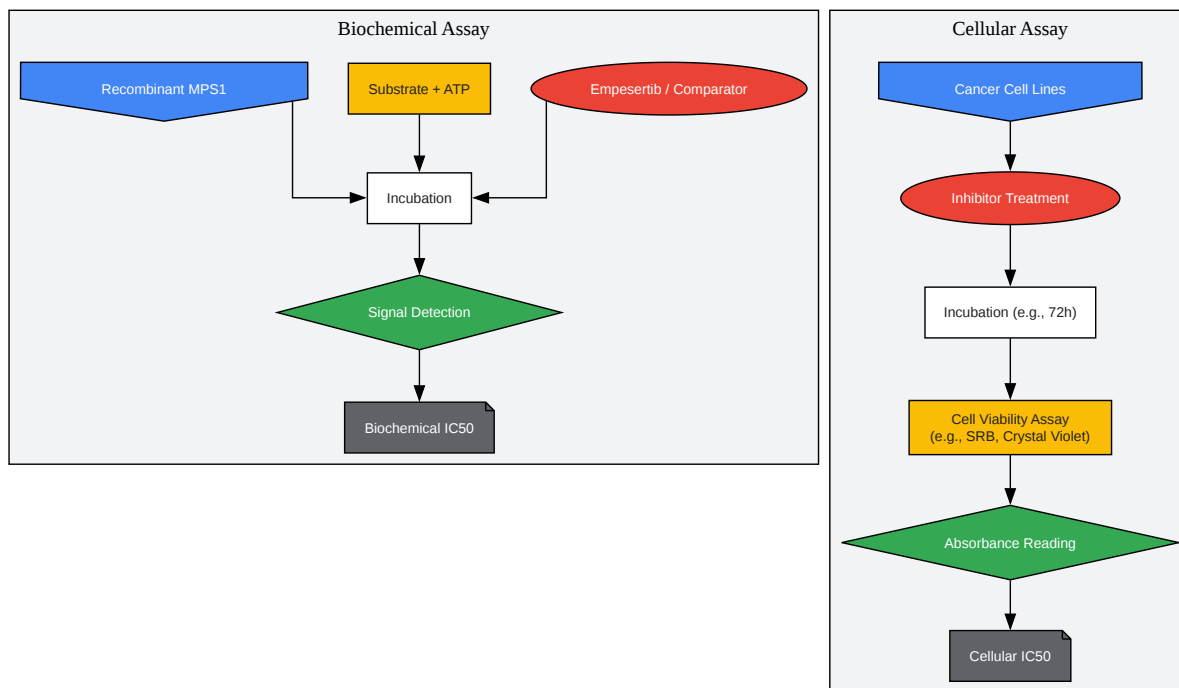 Biochemical Assay
Recombinant MPS1
Substrate + ATP
Empesertib / Comparator
Incubation
Signal Detection
Biochemical IC50
Cellular Assay
Cancer Cell Lines
Inhibitor Treatment
Incubation (e.g., 72h)
Cell Viability Assay
(e.g., SRB, Crystal Violet)
Absorbance Reading
Cellular IC50